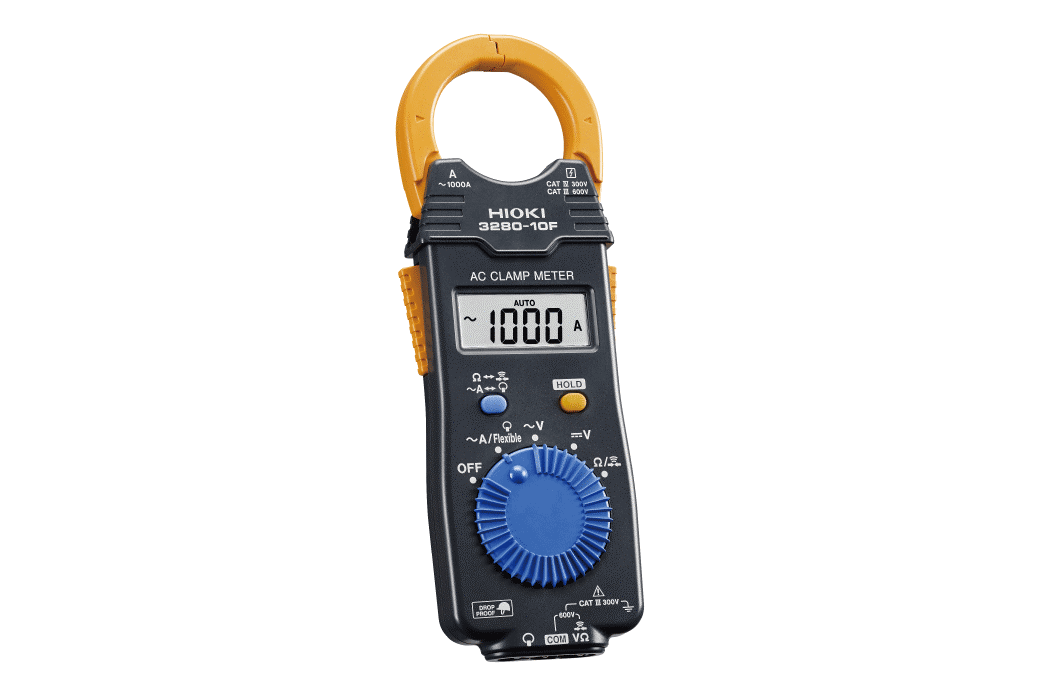 A
~1000A
CAT IV 300V
CAT III 600V
HIOKI
3280-10F
AC CLAMP METER
AUTO
~ 1000 A
Ω↔
~A↔
HOLD
~A/Flexible
~V
⎓V
OFF
Ω/
DROP
PROOF
⚠
CAT III 300V
600V
COM VΩ